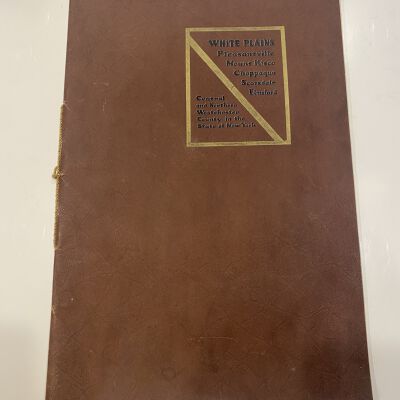 WHITE PLAINS
Pleasantville
Mount Kisco
Chappaqua
Scarsdale
Elmsford
Central
and Northern
Westchester
County in the
State of New York